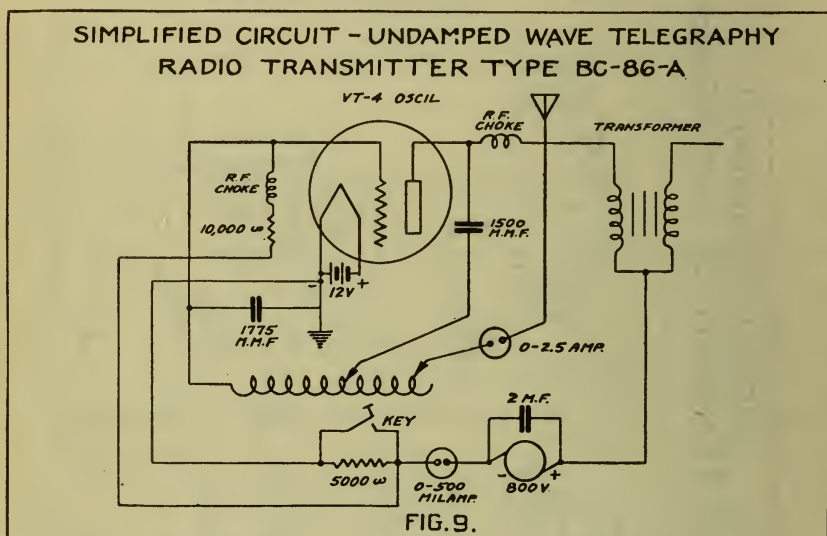 SIMPLIFIED CIRCUIT - UNDAMPED WAVE TELEGRAPHY
RADIO TRANSMITTER TYPE BC-86-A
VT-4 OSCIL
R.F.
CHOKE
TRANSFORMER
R.F.
CHOKE
10,000 ω
1500
M.M.F.
- 12V +
1775
M.M.F
0-2.5 AMP.
KEY
2 M.F.
5000 ω
0-500
MILAMP.
- +
800V.
FIG.9.